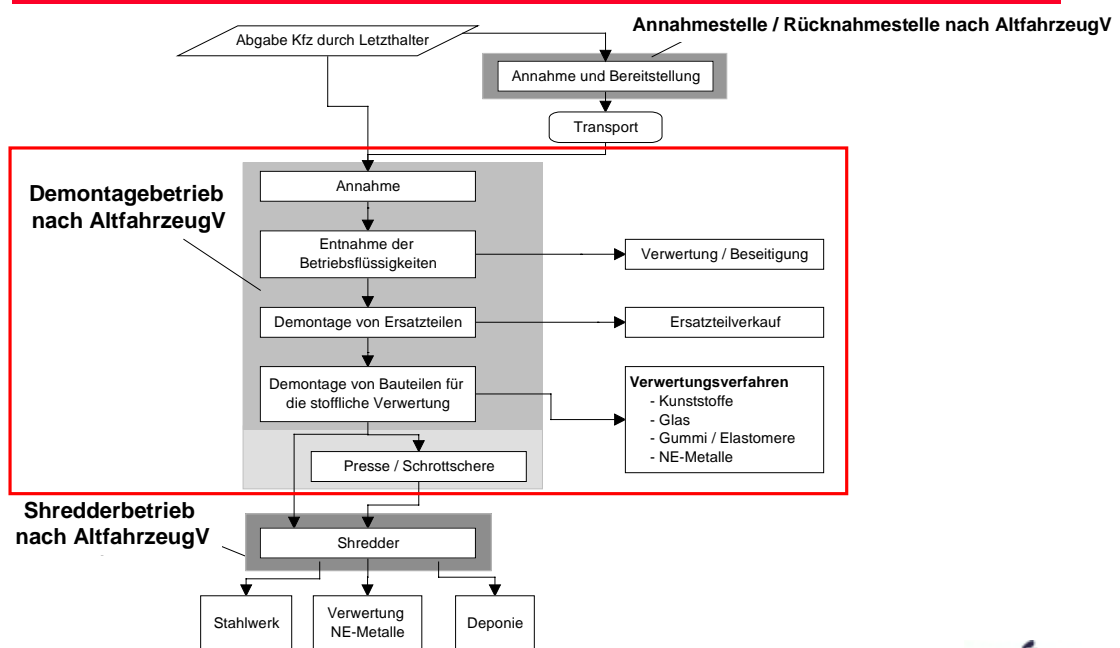 Annahmestelle / Rücknahmestelle nach AltfahrzeugV
Abgabe Kfz durch Letzthalter
Annahme und Bereitstellung
Transport
Demontagebetrieb
nach AltfahrzeugV
Annahme
Entnahme der
Betriebsflüssigkeiten
Verwertung / Beseitigung
Demontage von Ersatzteilen
Ersatzteilverkauf
Demontage von Bauteilen für
die stoffliche Verwertung
Verwertungsverfahren
- Kunststoffe
- Glas
- Gummi / Elastomere
- NE-Metalle
Presse / Schrottschere
Shredderbetrieb
nach AltfahrzeugV
Shredder
Stahlwerk
Verwertung
NE-Metalle
Deponie